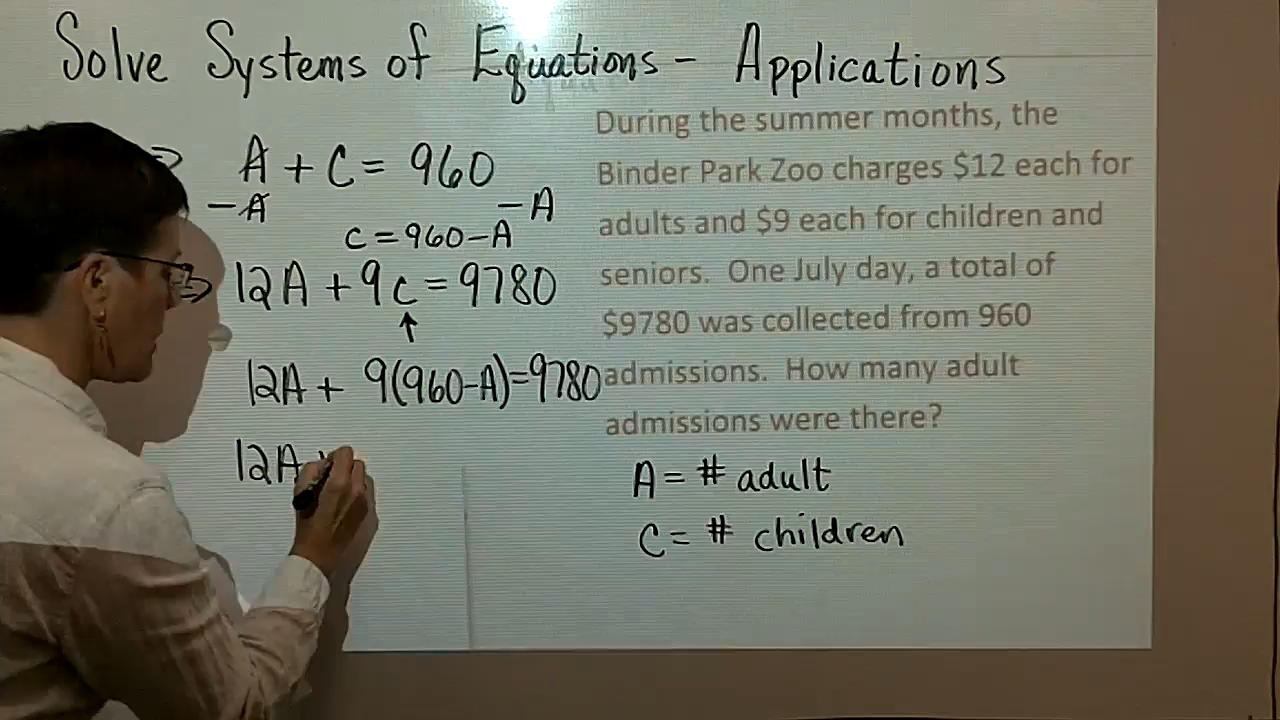 Solve Systems of Equations - Applications
A + C = 960
-A -A
C = 960-A
12A + 9C = 9780
12A + 9(960-A)=9780
12A
During the summer months, the
Binder Park Zoo charges $12 each for
adults and $9 each for children and
seniors. One July day, a total of
$9780 was collected from 960
admissions. How many adult
admissions were there?
A = # adult
C = # children